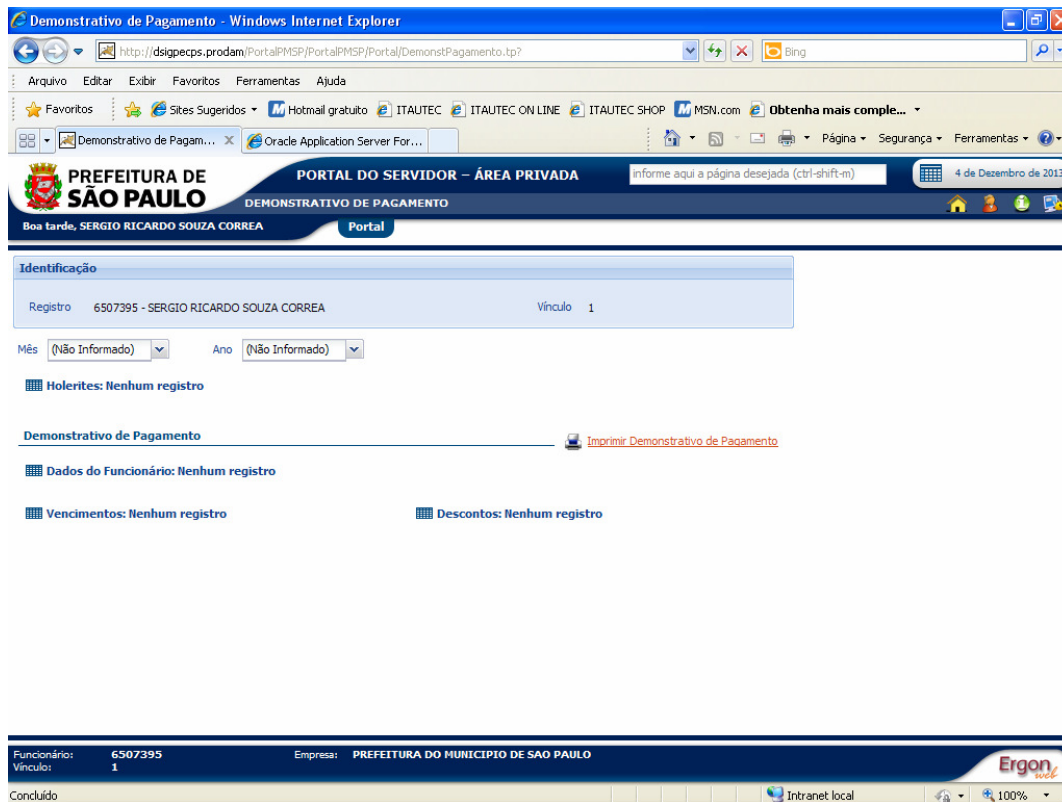 Demonstrativo de Pagamento - Windows Internet Explorer
http://dsigpecps.prodam/PortalPMSP/PortalPMSP/Portal/DemonstPagamento.tp?
Bing
Arquivo Editar Exibir Favoritos Ferramentas Ajuda
Favoritos Sites Sugeridos Hotmail gratuito ITAUTEC ITAUTEC ON LINE ITAUTEC SHOP MSN.com Obtenha mais comple...
Demonstrativo de Pagam... X Oracle Application Server For... Página Segurança Ferramentas
PREFEITURA DE
SÃO PAULO
PORTAL DO SERVIDOR – ÁREA PRIVADA
informe aqui a página desejada (ctrl-shift-m)
4 de Dezembro de 2013
DEMONSTRATIVO DE PAGAMENTO
Boa tarde, SERGIO RICARDO SOUZA CORREA Portal
Identificação
Registro 6507395 - SERGIO RICARDO SOUZA CORREA Vínculo 1
Mês (Não Informado) Ano (Não Informado)
Holerites: Nenhum registro
Demonstrativo de Pagamento Imprimir Demonstrativo de Pagamento
Dados do Funcionário: Nenhum registro
Vencimentos: Nenhum registro Descontos: Nenhum registro
Funcionário: 6507395 Empresa: PREFEITURA DO MUNICIPIO DE SAO PAULO
Vínculo: 1
Ergon
web
Concluído Intranet local 100%